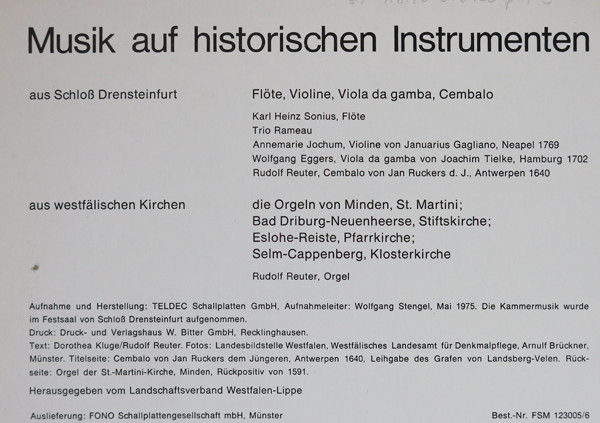 Musik auf historischen Instrumenten
aus Schloß Drensteinfurt
Flöte, Violine, Viola da gamba, Cembalo
Karl Heinz Sonius, Flöte
Trio Rameau
Annemarie Jochum, Violine von Januarius Gagliano, Neapel 1769
Wolfgang Eggers, Viola da gamba von Joachim Tielke, Hamburg 1702
Rudolf Reuter, Cembalo von Jan Ruckers d. J., Antwerpen 1640
aus westfälischen Kirchen
die Orgeln von Minden, St. Martini;
Bad Driburg-Neuenheerse, Stiftskirche;
Eslohe-Reiste, Pfarrkirche;
Selm-Cappenberg, Klosterkirche
Rudolf Reuter, Orgel
Aufnahme und Herstellung: TELDEC Schallplatten GmbH, Aufnahmeleiter: Wolfgang Stengel, Mai 1975. Die Kammermusik wurde
im Festsaal von Schloß Drensteinfurt aufgenommen.
Druck: Druck- und Verlagshaus W. Bitter GmbH, Recklinghausen.
Text: Dorothea Kluge/Rudolf Reuter. Fotos: Landesbildstelle Westfalen, Westfälisches Landesamt für Denkmalpflege, Arnulf Brückner,
Münster. Titelseite: Cembalo von Jan Ruckers dem Jüngeren, Antwerpen 1640, Leihgabe des Grafen von Landsberg-Velen. Rück-
seite: Orgel der St.-Martini-Kirche, Minden, Rückpositiv von 1591.
Herausgegeben vom Landschaftsverband Westfalen-Lippe
Auslieferung: FONO Schallplattengesellschaft mbH, Münster
Best.-Nr. FSM 123005/6